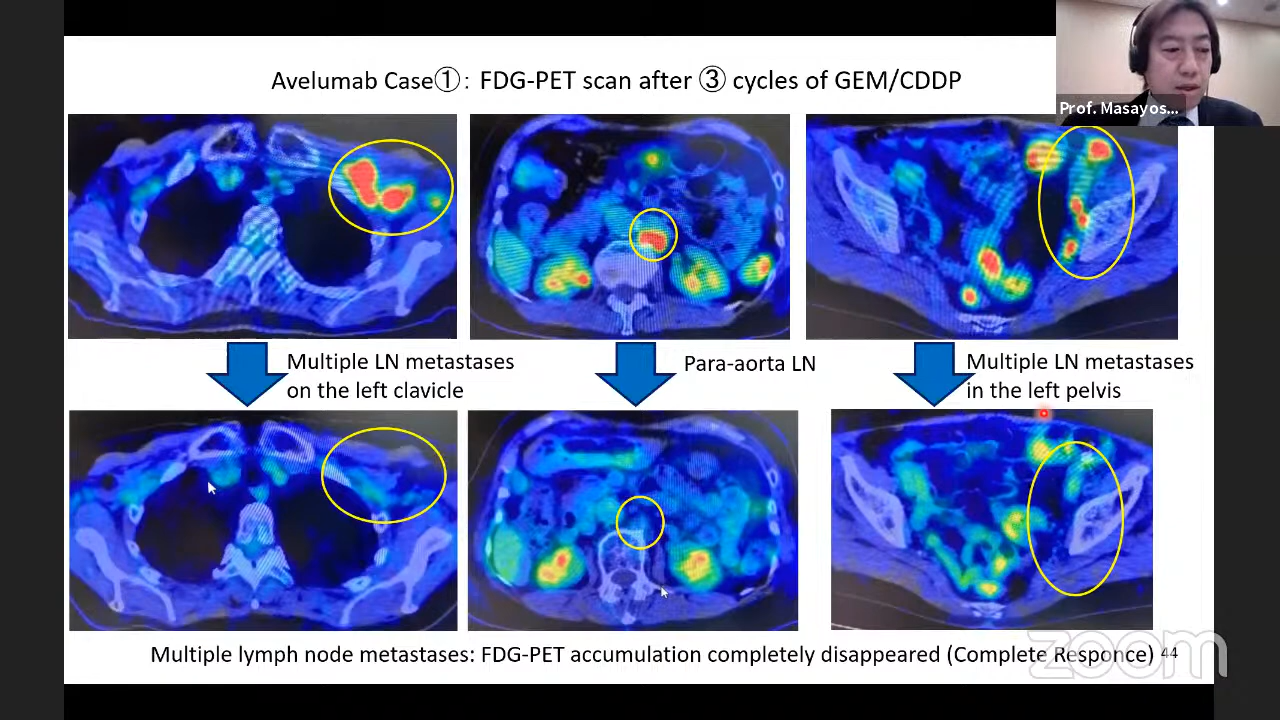 Avelumab Case①: FDG-PET scan after ③ cycles of GEM/CDDP
Prof. Masayos...
Multiple LN metastases
on the left clavicle
Para-aorta LN
Multiple LN metastases
in the left pelvis
Multiple lymph node metastases: FDG-PET accumulation completely disappeared (Complete Responce)
44
zoom